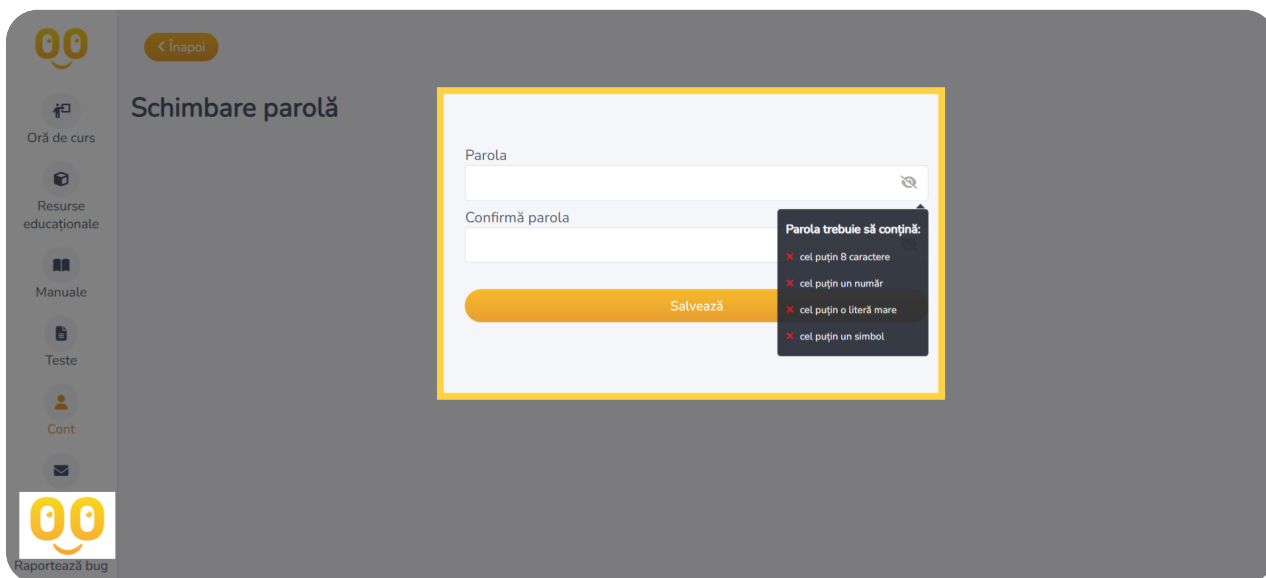 Înapoi
Schimbare parolă
Oră de curs
Resurse
educaționale
Manuale
Teste
Cont
Raportează bug
Parola
Confirmă parola
Salvează
Parola trebuie să conțină:
cel puțin 8 caractere
cel puțin un număr
cel puțin o literă mare
cel puțin un simbol